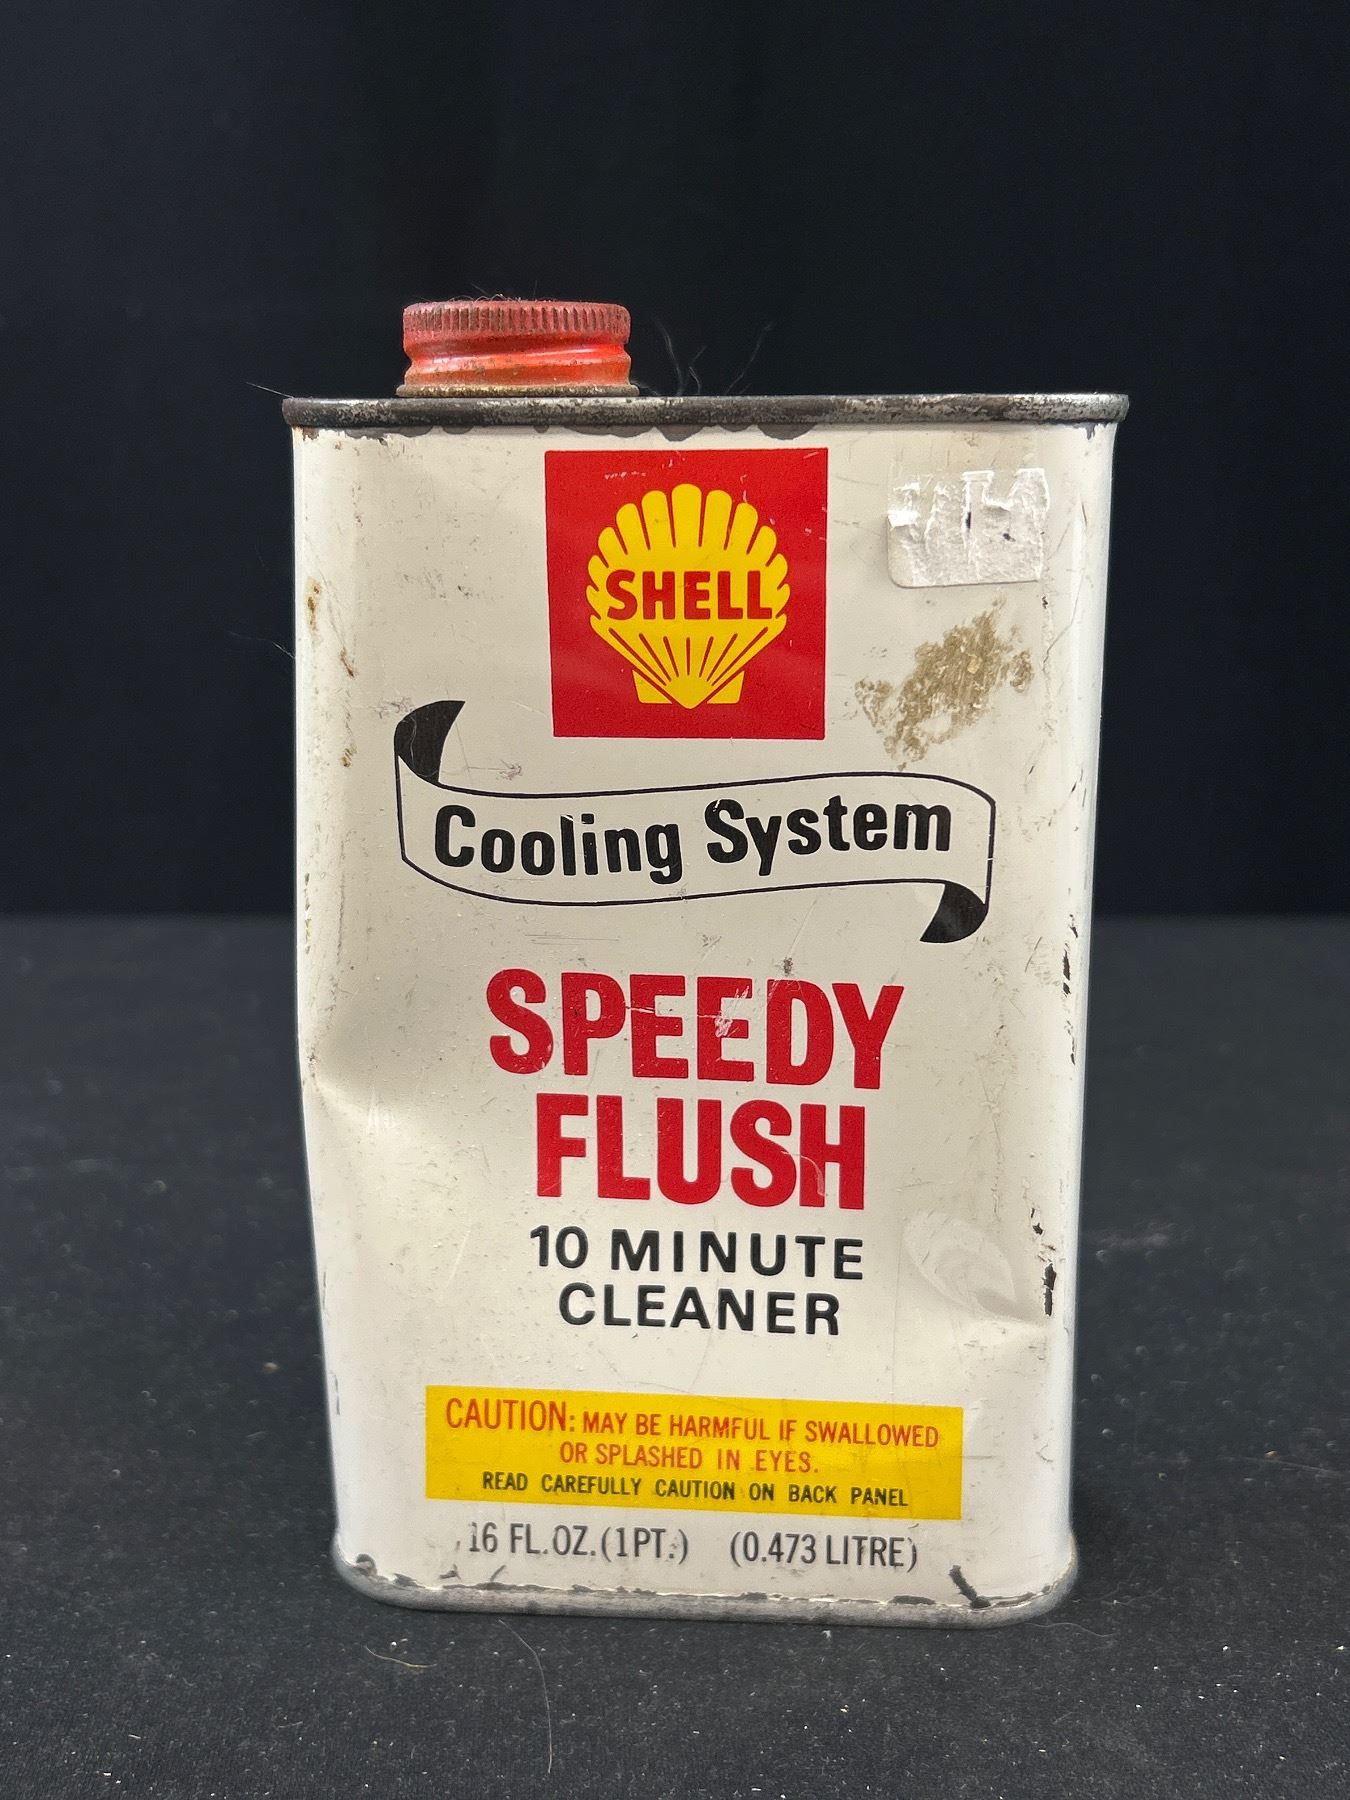 SHELL
Cooling System
SPEEDY
FLUSH
10 MINUTE
CLEANER
CAUTION: MAY BE HARMFUL IF SWALLOWED
OR SPLASHED IN EYES.
READ CAREFULLY CAUTION ON BACK PANEL
16 FL.OZ.(1PT.) (0.473 LITRE)